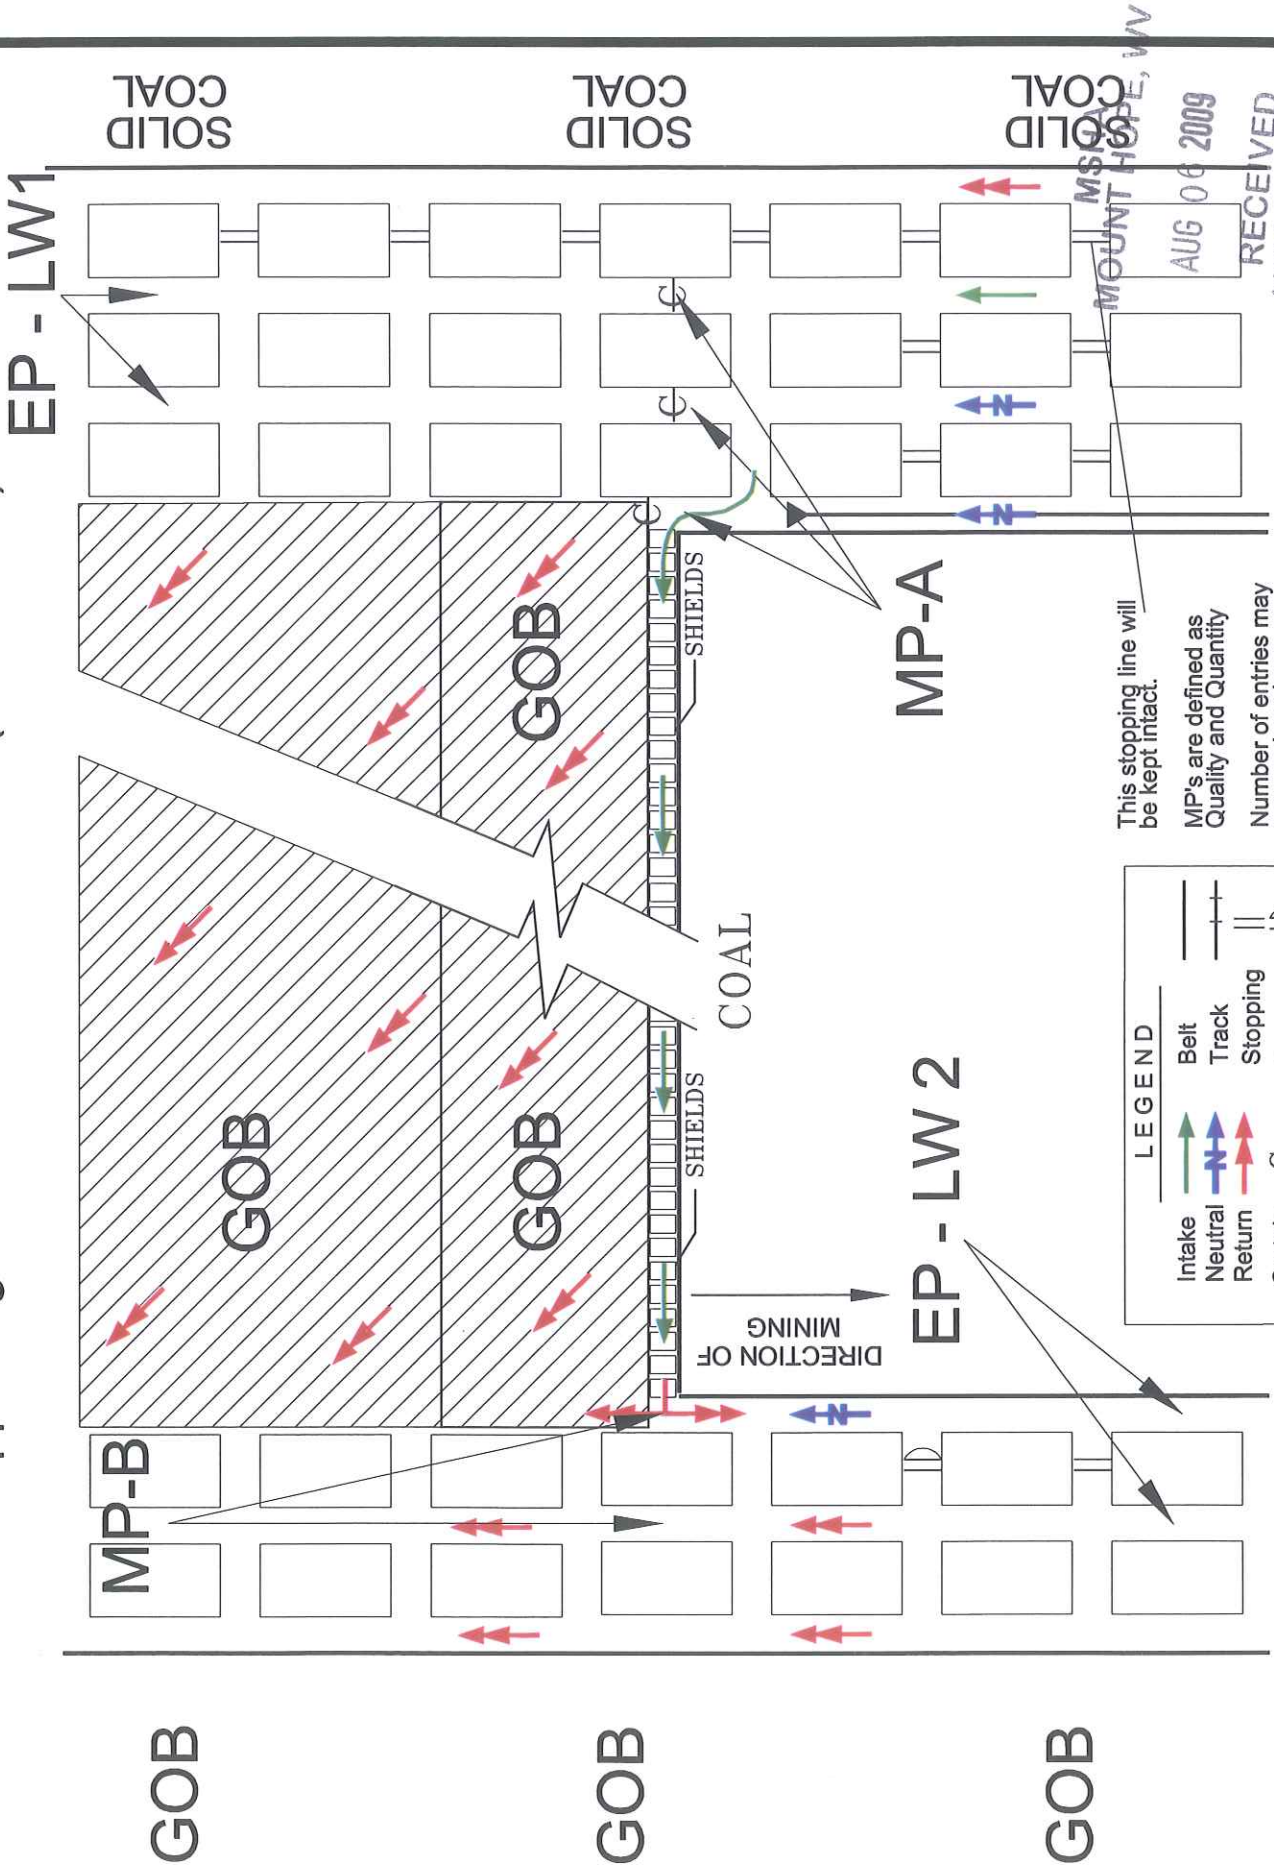 EP - LW1
SOLID
COAL
SOLID
COAL
SOLID
COAL
MSHA
MOUNT HOPE, WV
AUG 06 2009
RECEIVED
GOB
GOB
GOB
C
C
C
SHIELDS
SHIELDS
MP-A
MP-B
COAL
DIRECTION OF
MINING
EP - LW 2
N
N
N
This stopping line will
be kept intact.
MP's are defined as
Quality and Quantity
Number of entries may
LEGEND
Intake Belt
Neutral N Track
Return Stopping
GOB
GOB
GOB